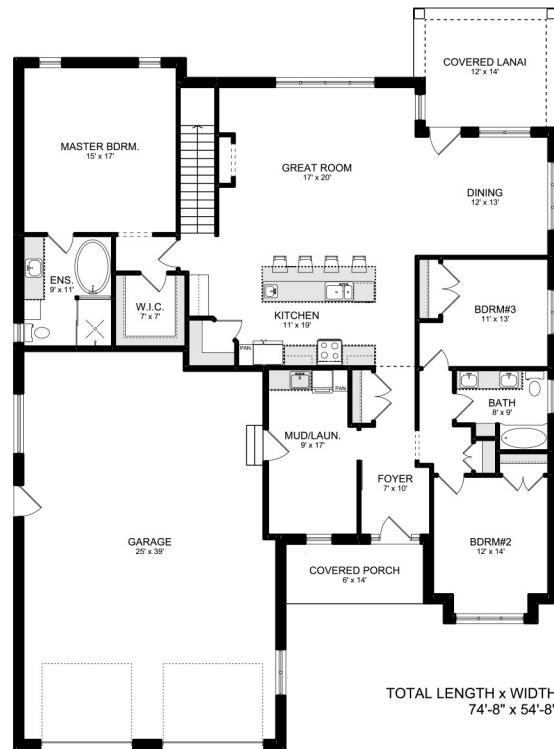 COVERED LANAI
12' x 14'
MASTER BDRM.
15' x 17'
GREAT ROOM
17' x 20'
DINING
12' x 13'
ENS.
9' x 11'
W.I.C.
7' x 7'
KITCHEN
11' x 19'
BDRM#3
11' x 13'
PAN.
PAN
BATH
8' x 9'
MUD/LAUN.
9' x 17'
FOYER
7' x 10'
GARAGE
25' x 39'
BDRM#2
12' x 14'
COVERED PORCH
6' x 14'
TOTAL LENGTH x WIDTH
74'-8" x 54'-8"